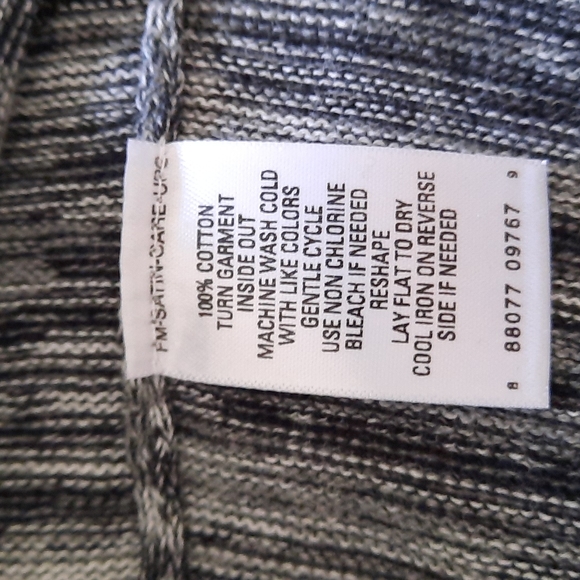 FM-SATIN-CARE-UPC
100% COTTON
TURN GARMENT
INSIDE OUT
MACHINE WASH COLD
WITH LIKE COLORS
GENTLE CYCLE
USE NON CHLORINE
BLEACH IF NEEDED
RESHAPE
LAY FLAT TO DRY
COOL IRON ON REVERSE
SIDE IF NEEDED
8 88077 09767 9